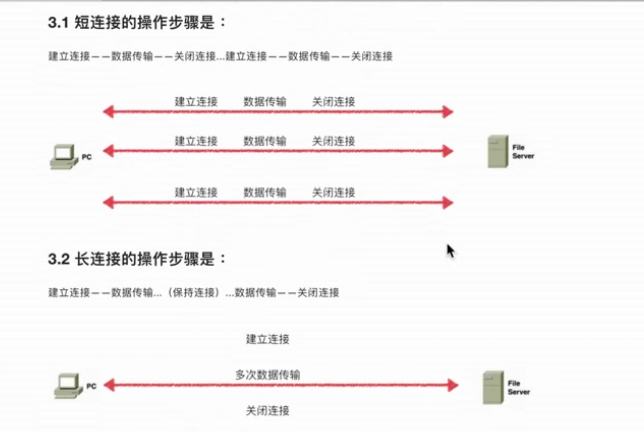 3.1 短连接的操作步骤是：
建立连接——数据传输——关闭连接...建立连接——数据传输——关闭连接
建立连接 数据传输 关闭连接
建立连接 数据传输 关闭连接
PC
File
Server
建立连接 数据传输 关闭连接
3.2 长连接的操作步骤是：
建立连接——数据传输...（保持连接）...数据传输——关闭连接
建立连接
多次数据传输
PC
File
Server
关闭连接